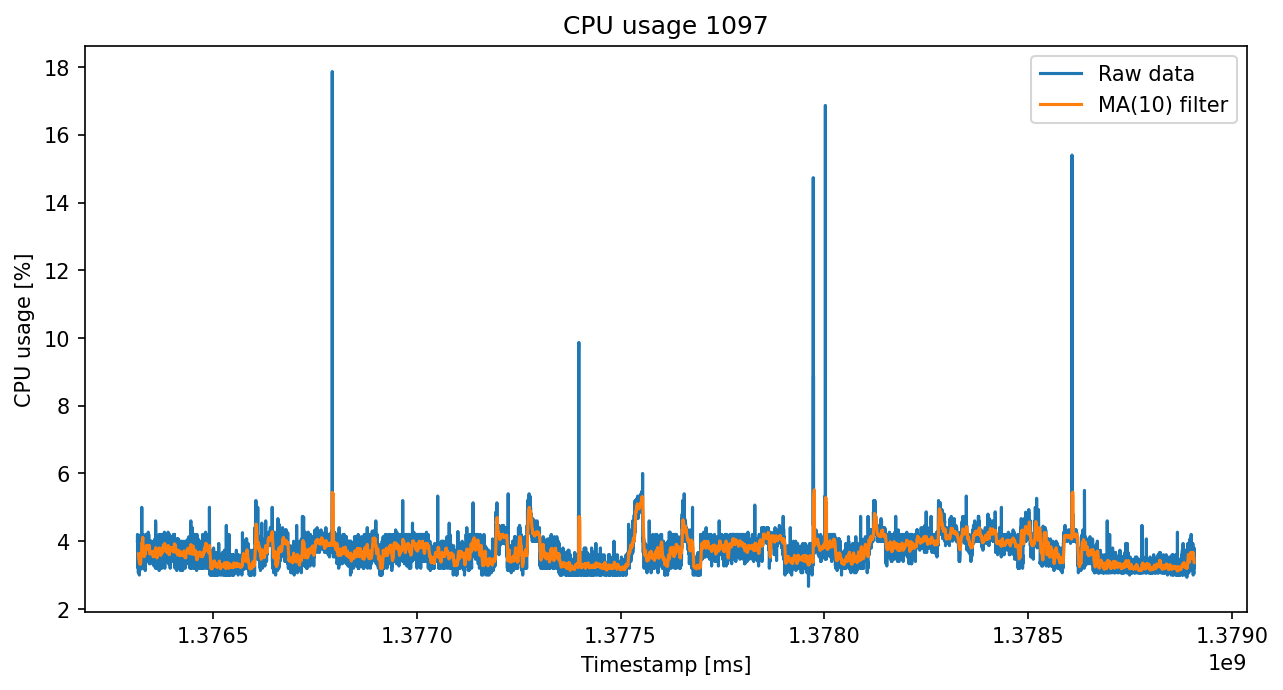 CPU usage 1097
Raw data
MA(10) filter
CPU usage [%]
18
16
14
12
10
8
6
4
2
1.3765 1.3770 1.3775 1.3780 1.3785 1.3790
1e9
Timestamp [ms]